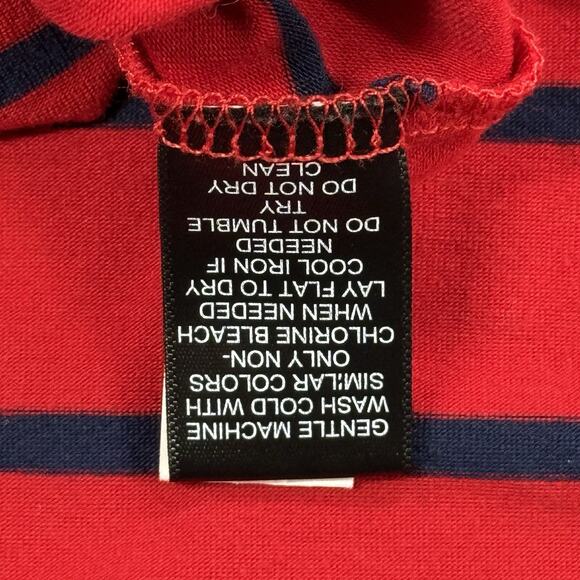 GENTLE MACHINE
WASH COLD WITH
SIMILAR COLORS
ONLY NON-
CHLORINE BLEACH
WHEN NEEDED
LAY FLAT TO DRY
COOL IRON IF
NEEDED
DO NOT TUMBLE
TRY
DO NOT DRY
CLEAN